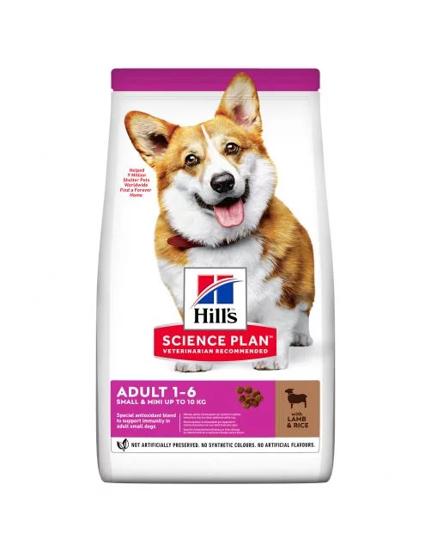 Helped
9 Million
Shelter Pets
Worldwide
Find a Forever
Home
Hill's™
SCIENCE PLAN™
VETERINARIAN RECOMMENDED
ADULT 1-6
SMALL & MINI UP TO 10 KG
Special antioxidant blend
to support immunity in
adult small dogs
with
LAMB
& RICE
NOT ARTIFICIALLY PRESERVED. NO SYNTHETIC COLOURS. NO ARTIFICIAL FLAVOURS.